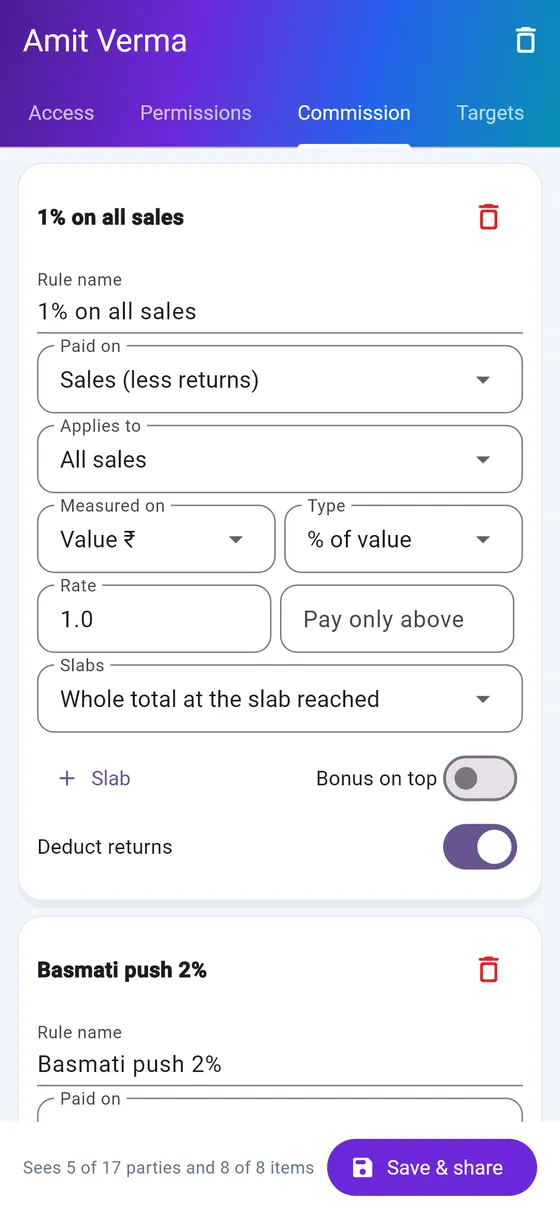 Amit Verma
Access Permissions Commission Targets
1% on all sales
Rule name
1% on all sales
Paid on
Sales (less returns)
Applies to
All sales
Measured on Type
Value ₹ % of value
Rate
1.0 Pay only above
Slabs
Whole total at the slab reached
+ Slab Bonus on top
Deduct returns
Basmati push 2%
Rule name
Basmati push 2%
Paid on
Sees 5 of 17 parties and 8 of 8 items Save & share